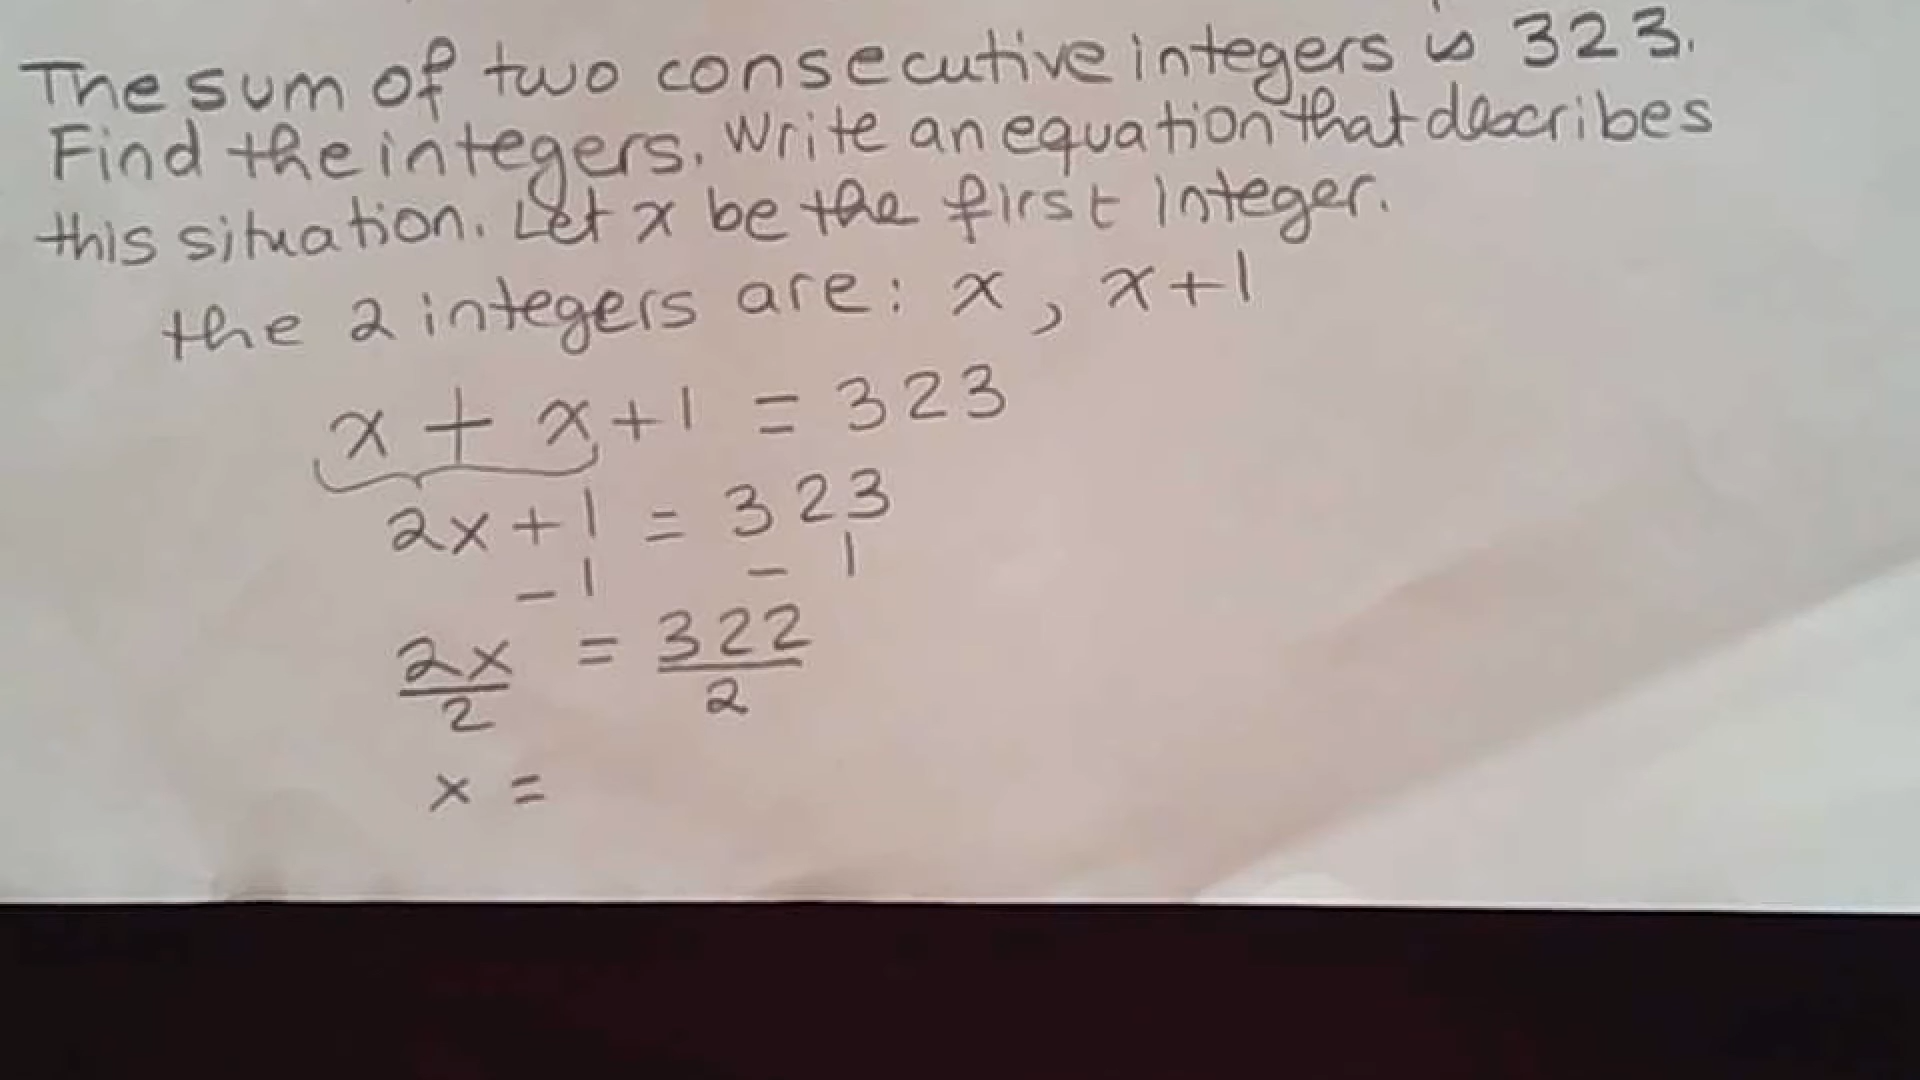 The sum of two consecutive integers is 323.
Find the integers. Write an equation that describes
this situation. Let x be the first integer.
the 2 integers are: x, x+1
x + x + 1 = 323
2x + 1 = 323
- 1 - 1
2x/2 = 322/2
x =